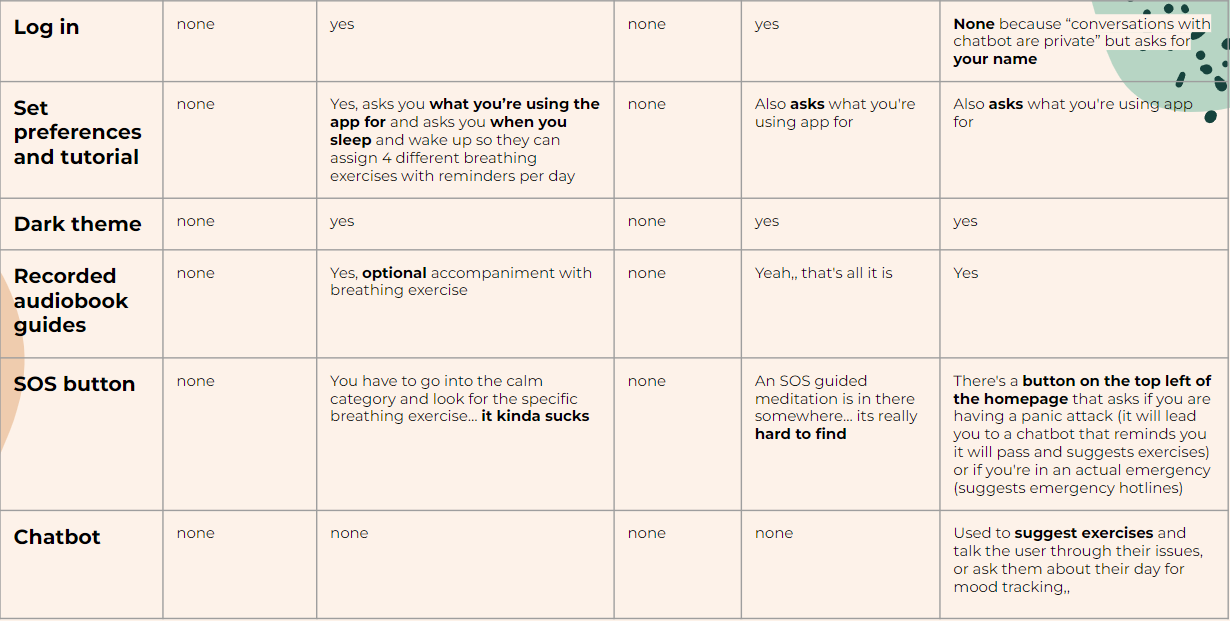 Log in
none
yes
none
yes
None because “conversations with
chatbot are private” but asks for
your name
Set
preferences
and tutorial
none
Yes, asks you what you’re using the
app for and asks you when you
sleep and wake up so they can
assign 4 different breathing
exercises with reminders per day
none
Also asks what you're
using app for
Also asks what you're using app
for
Dark theme
none
yes
none
yes
yes
Recorded
audiobook
guides
none
Yes, optional accompaniment with
breathing exercise
none
Yeah,, that's all it is
Yes
SOS button
none
You have to go into the calm
category and look for the specific
breathing exercise... it kinda sucks
none
An SOS guided
meditation is in there
somewhere... its really
hard to find
There's a button on the top left of
the homepage that asks if you are
having a panic attack (it will lead
you to a chatbot that reminds you
it will pass and suggests exercises)
or if you're in an actual emergency
(suggests emergency hotlines)
Chatbot
none
none
none
none
Used to suggest exercises and
talk the user through their issues,
or ask them about their day for
mood tracking,,